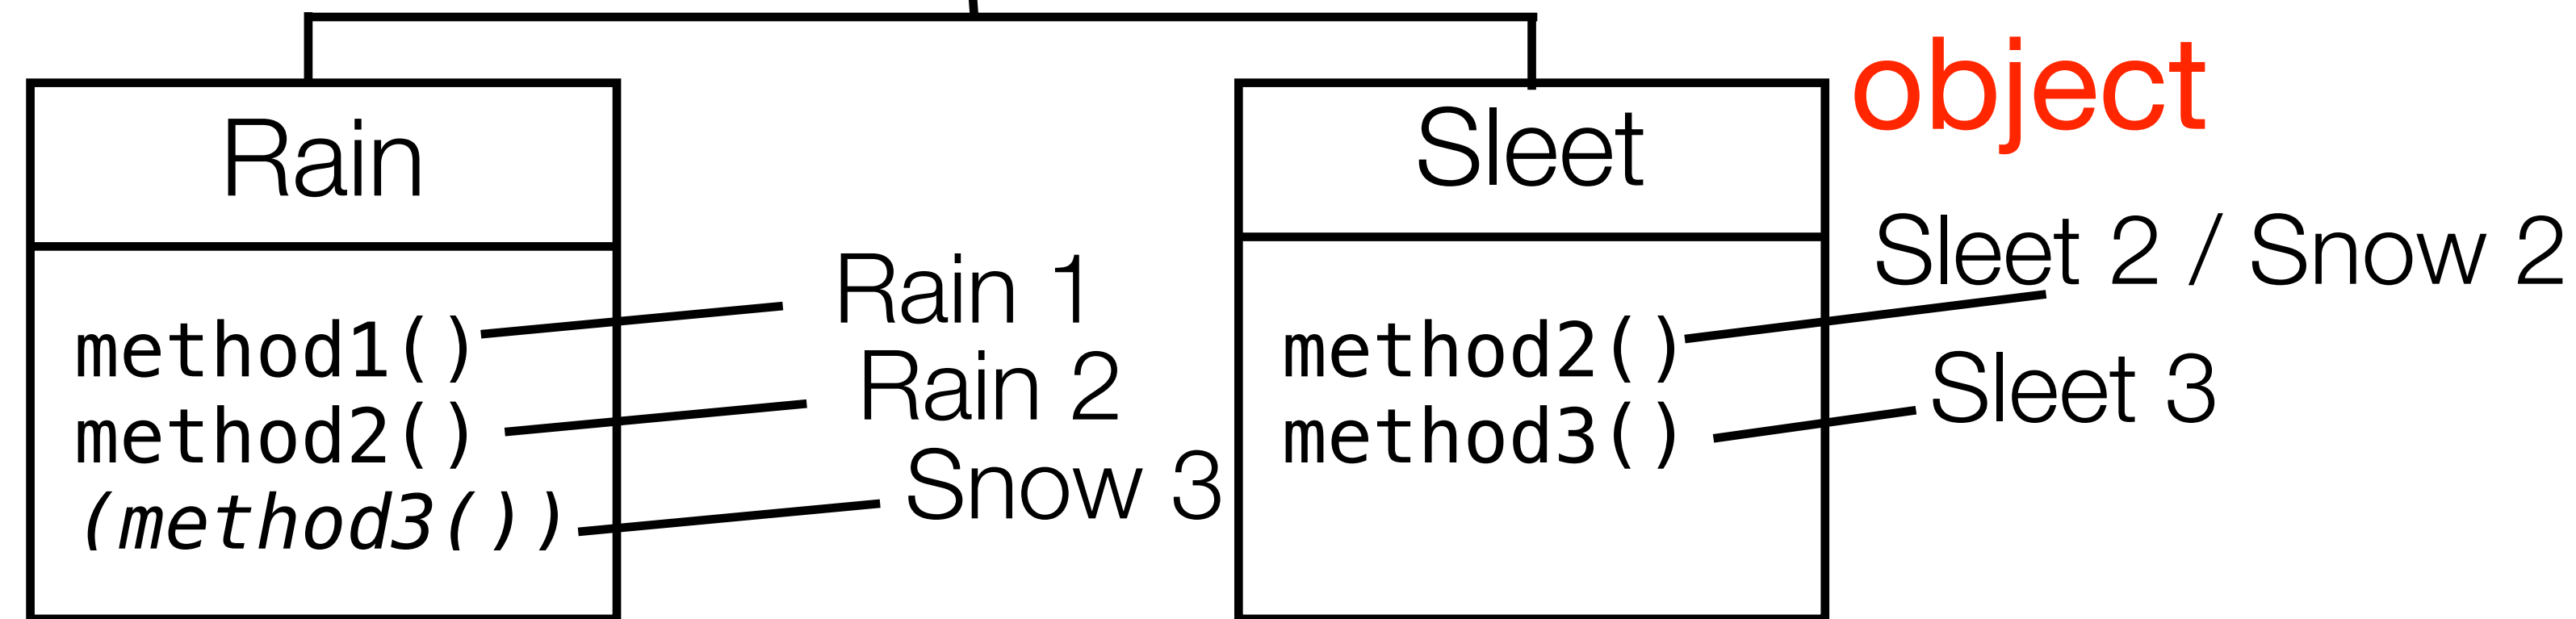 Rain
method1()
method2()
(method3())
Rain 1
Rain 2
Snow 3
Sleet
object
method2()
method3()
Sleet 2 / Snow 2
Sleet 3